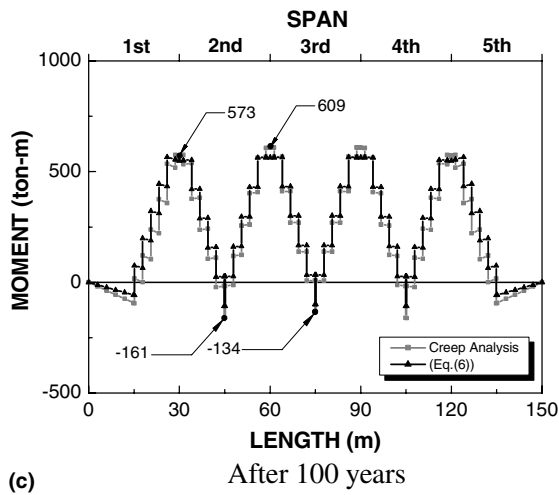 SPAN
1st 2nd 3rd 4th 5th
1000
573
609
500
MOMENT (ton-m)
0
-161
-134
Creep Analysis
(Eq.(6))
-500
0 30 60 90 120 150
LENGTH (m)
(c) After 100 years